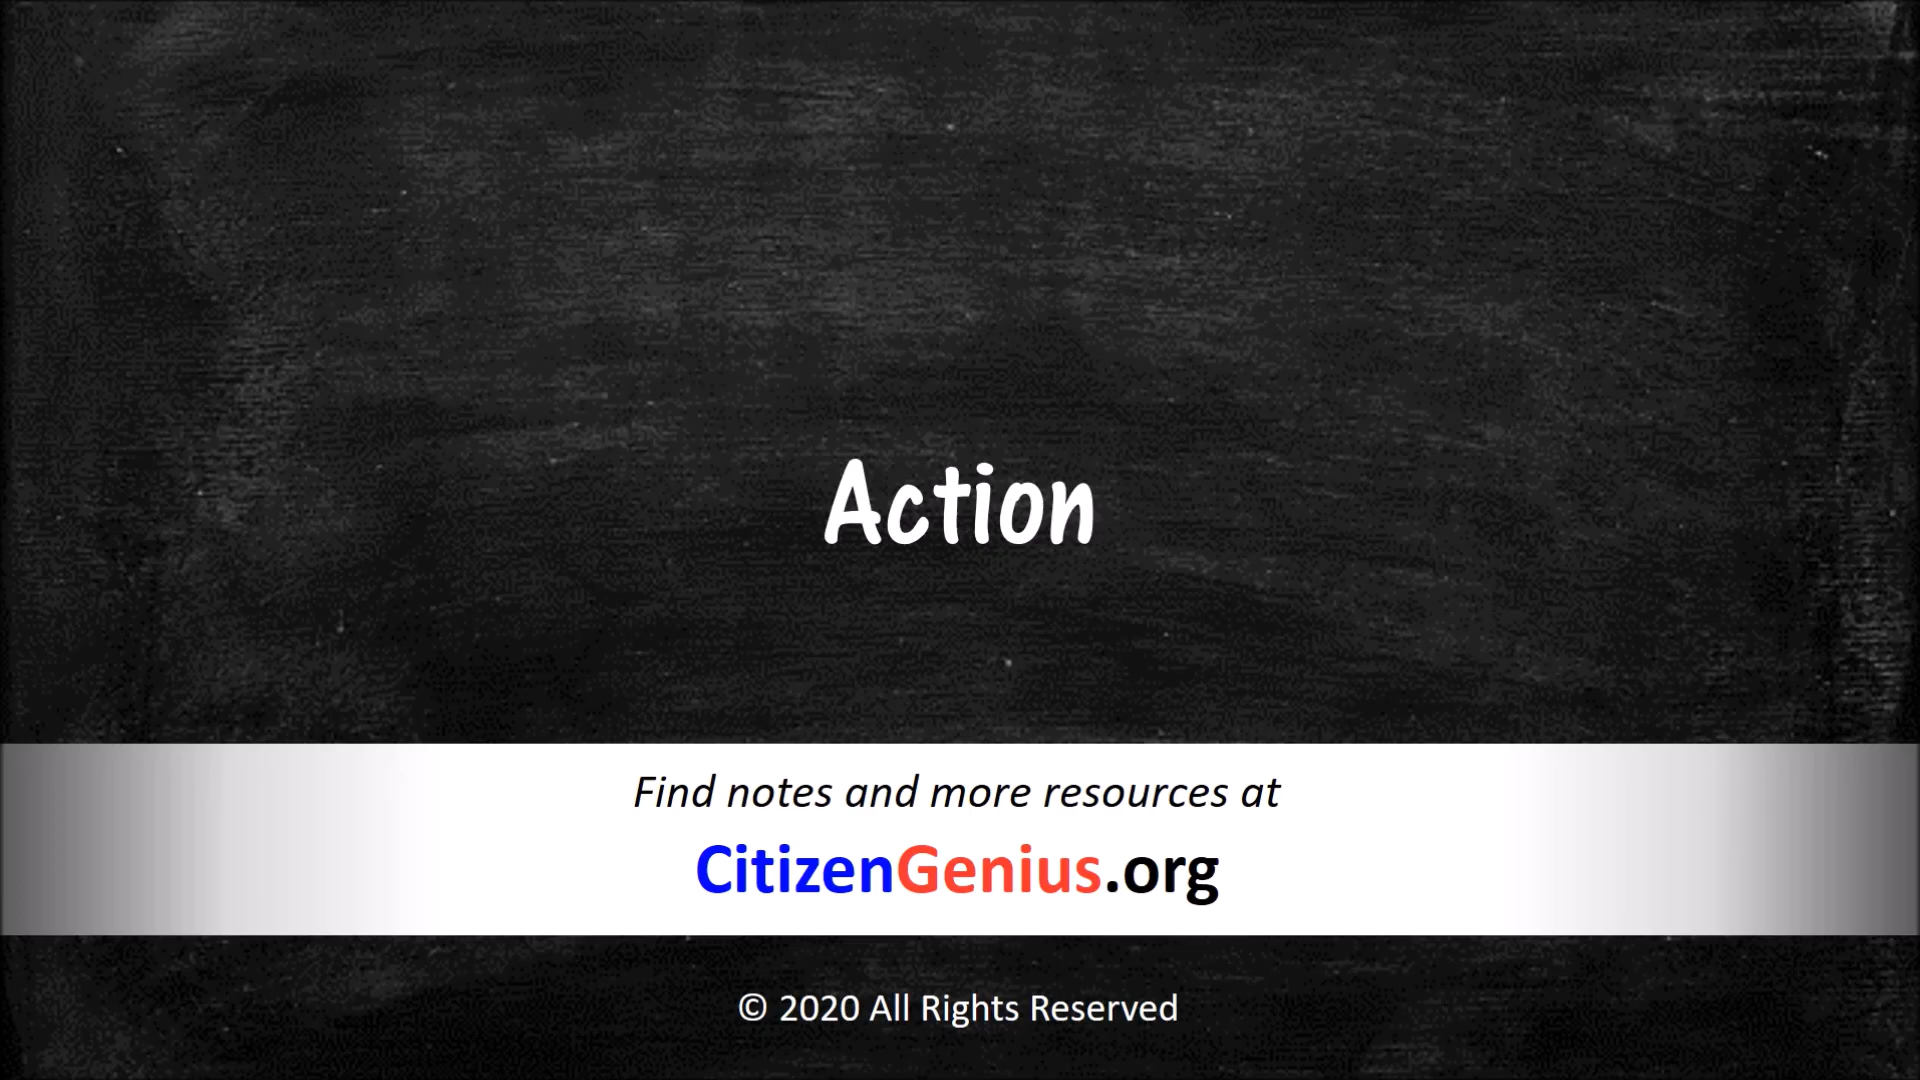 Action
Find notes and more resources at
CitizenGenius.org
© 2020 All Rights Reserved